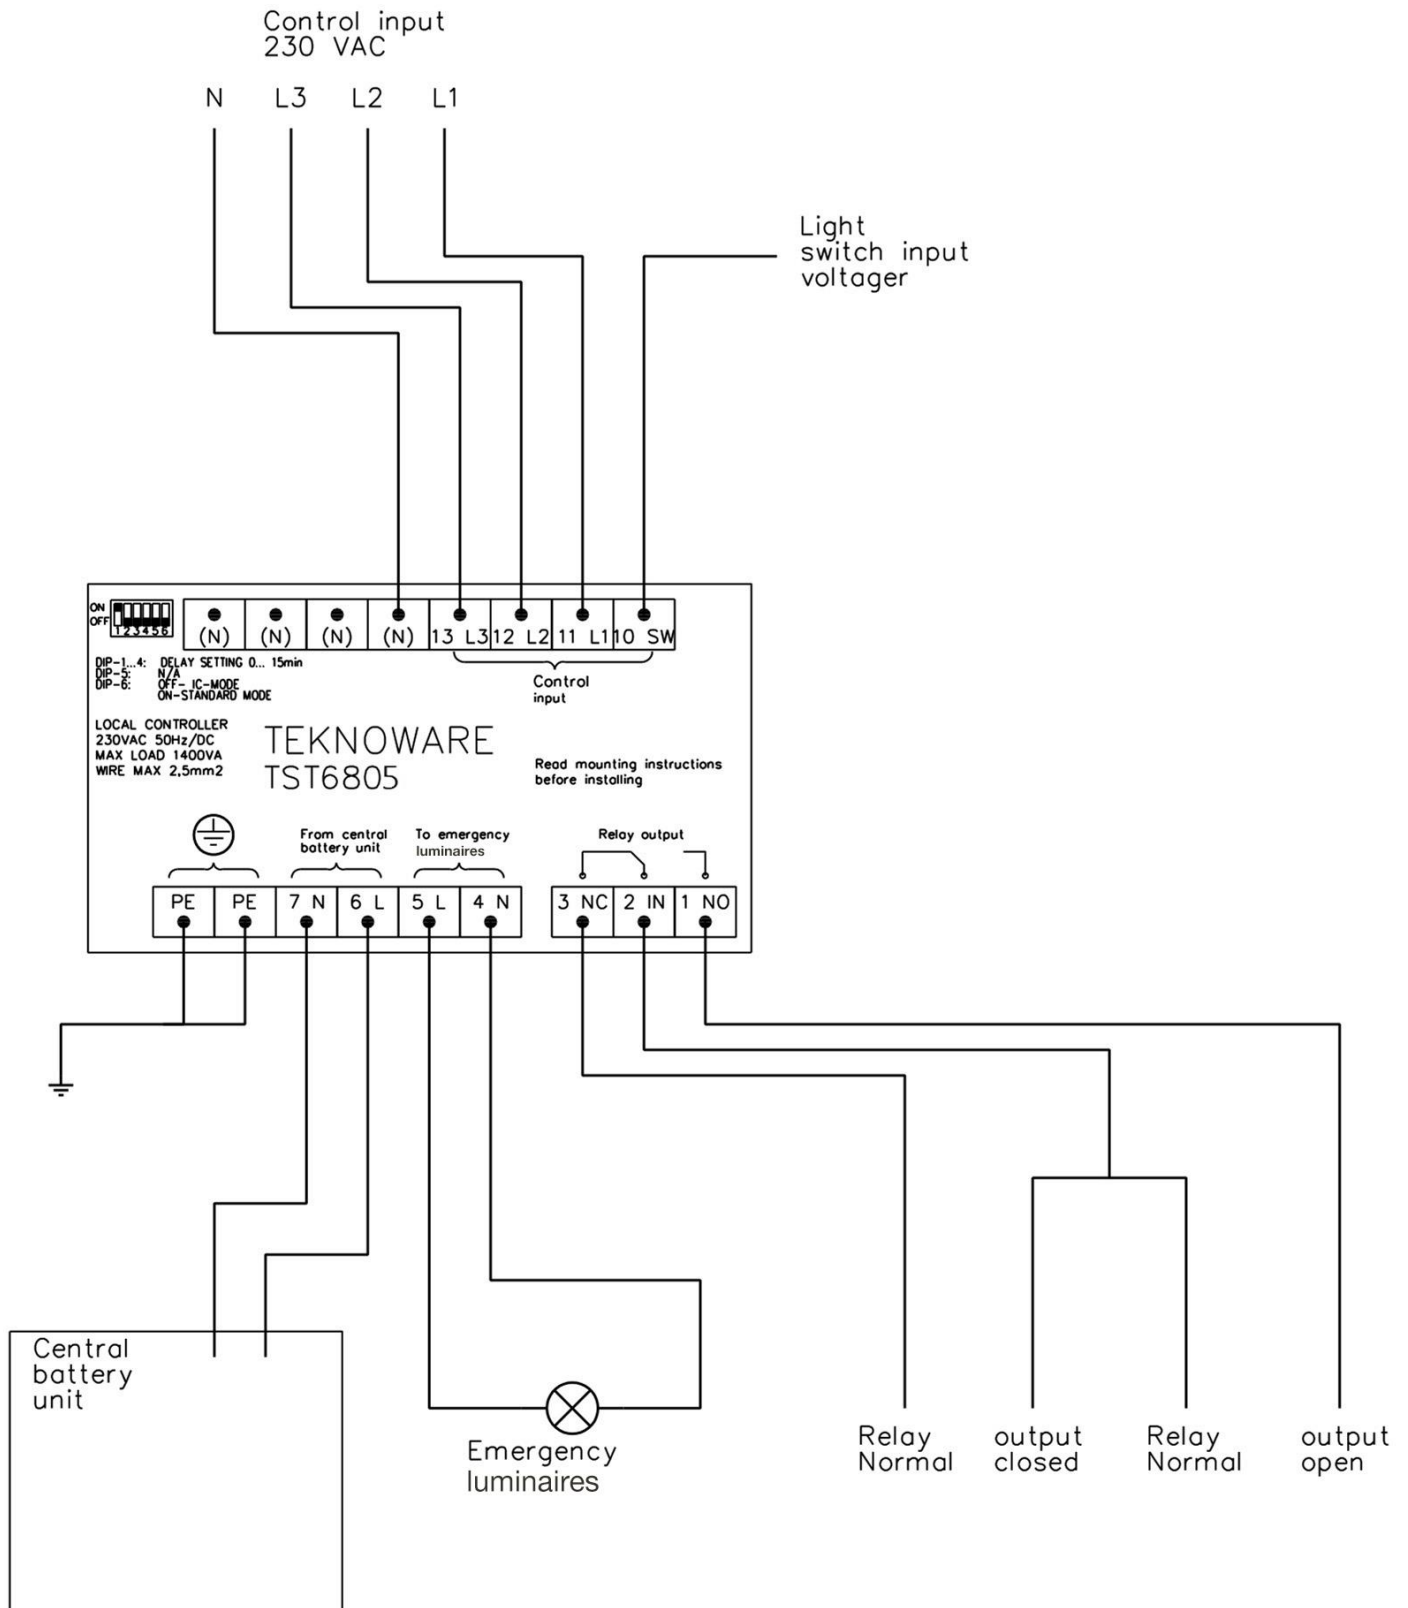 Control input
230 VAC
N L3 L2 L1
Light
switch input
voltager
ON
OFF
1 2 3 4 5 6
(N) (N) (N) (N) 13 L3 12 L2 11 L1 10 SW
DIP-1...4: DELAY SETTING 0... 15min
DIP-5: N/A
DIP-6: OFF- IC-MODE
ON-STANDARD MODE
Control
input
LOCAL CONTROLLER
230VAC 50Hz/DC
MAX LOAD 1400VA
WIRE MAX 2,5mm2
TEKNOWARE
TST6805
Read mounting instructions
before installing
From central
battery unit
To emergency
luminaires
Relay output
PE PE 7 N 6 L 5 L 4 N 3 NC 2 IN 1 NO
Central
battery
unit
Emergency
luminaires
Relay output Relay output
Normal closed Normal open